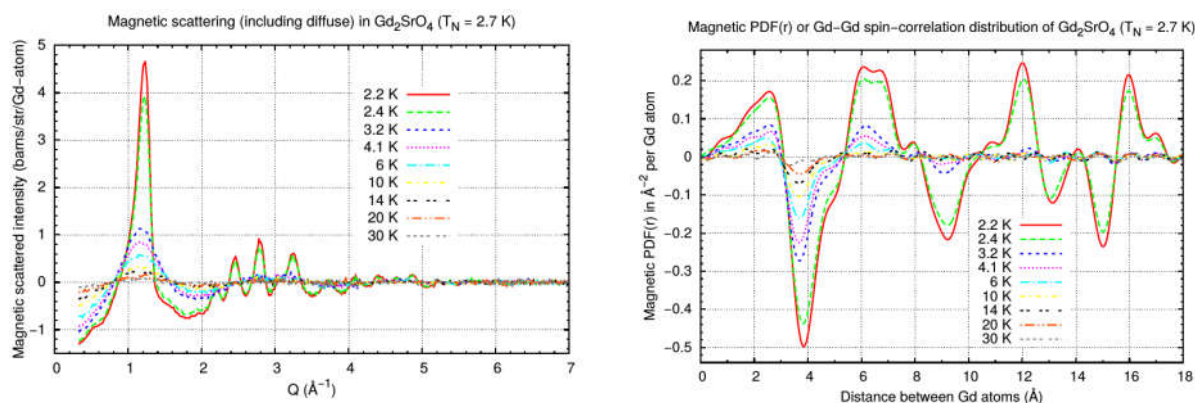 Magnetic scattering (including diffuse) in Gd₂SrO₄ (T_N = 2.7 K)
Magnetic scattered intensity (barns/str/Gd-atom)
5
4
3
2
1
0
−1
2.2 K
2.4 K
3.2 K
4.1 K
6 K
10 K
14 K
20 K
30 K
0 1 2 3 4 5 6 7
Q (Å⁻¹)
Magnetic PDF(r) or Gd−Gd spin−correlation distribution of Gd₂SrO₄ (T_N = 2.7 K)
Magnetic PDF(r) in Å⁻² per Gd atom
0.2
0.1
0
−0.1
−0.2
−0.3
−0.4
−0.5
2.2 K
2.4 K
3.2 K
4.1 K
6 K
10 K
14 K
20 K
30 K
0 2 4 6 8 10 12 14 16 18
Distance between Gd atoms (Å)